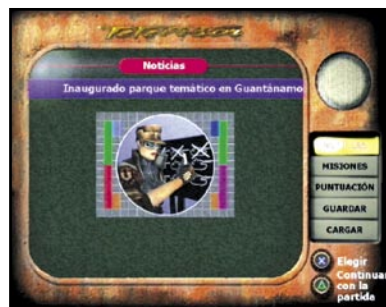 Noticias
Inaugurado parque temático en Guantánamo
MISIONES
PUNTUACIÓN
GUARDAR
CARGAR
Elegir
Continuar
con la
partida